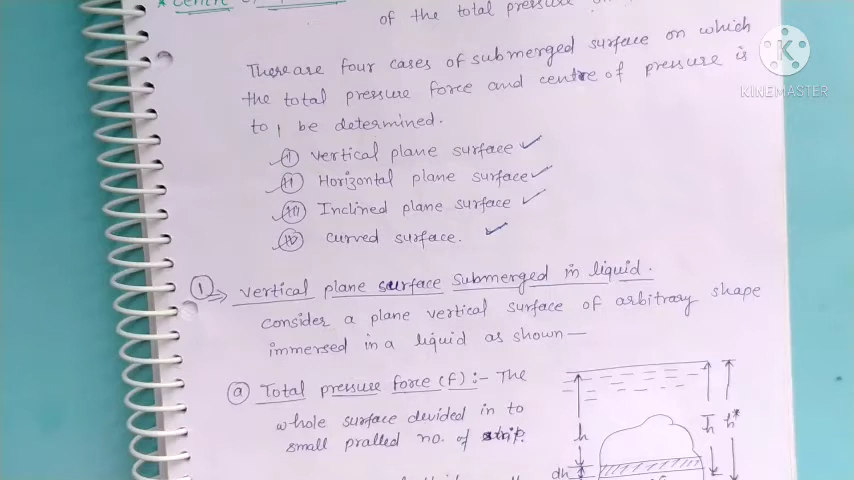 * Centre of
of the total pressure
There are four cases of submerged surface on which
the total pressure force and centre of pressure is
to be determined.
(i) vertical plane surface ✓
(ii) Horizontal plane surface ✓
(iii) Inclined plane surface ✓
(iv) curved surface. ✓
① ⇒ vertical plane surface submerged in liquid.
consider a plane vertical surface of arbitrary shape
immersed in a liquid as shown —
ⓐ Total pressure force (F) :- The
whole surface devided in to
small pralled no. of strip.
h
h̄ h*
dh
K
KINEMASTER